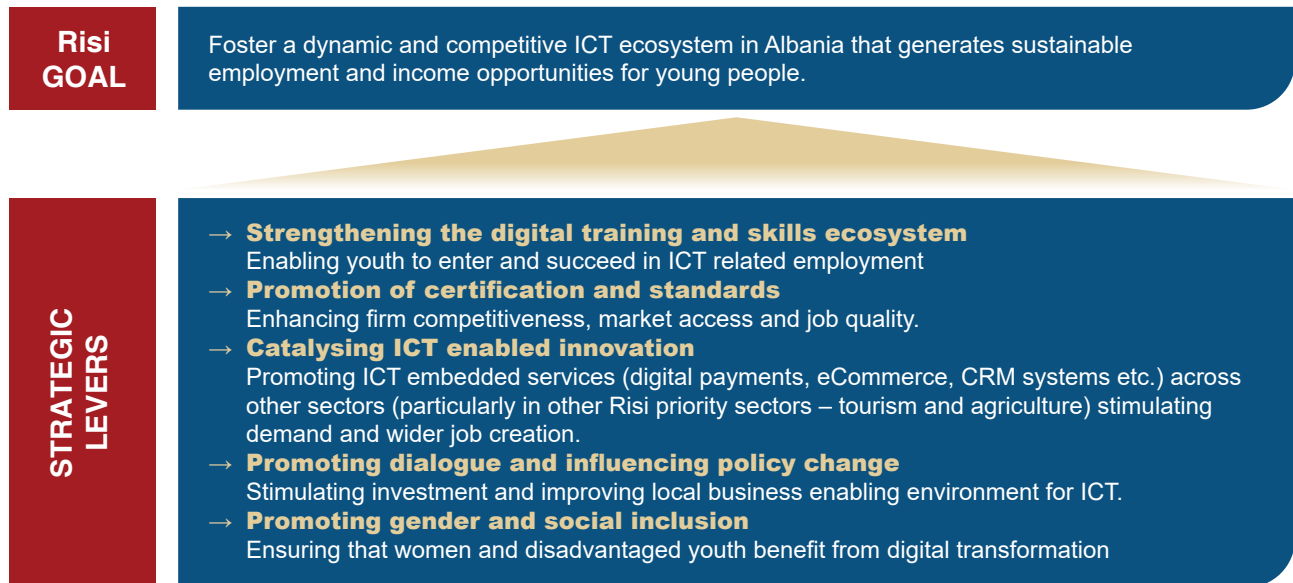 Risi
GOAL
Foster a dynamic and competitive ICT ecosystem in Albania that generates sustainable
employment and income opportunities for young people.
STRATEGIC
LEVERS
→ Strengthening the digital training and skills ecosystem
Enabling youth to enter and succeed in ICT related employment
→ Promotion of certification and standards
Enhancing firm competitiveness, market access and job quality.
→ Catalysing ICT enabled innovation
Promoting ICT embedded services (digital payments, eCommerce, CRM systems etc.) across
other sectors (particularly in other Risi priority sectors – tourism and agriculture) stimulating
demand and wider job creation.
→ Promoting dialogue and influencing policy change
Stimulating investment and improving local business enabling environment for ICT.
→ Promoting gender and social inclusion
Ensuring that women and disadvantaged youth benefit from digital transformation